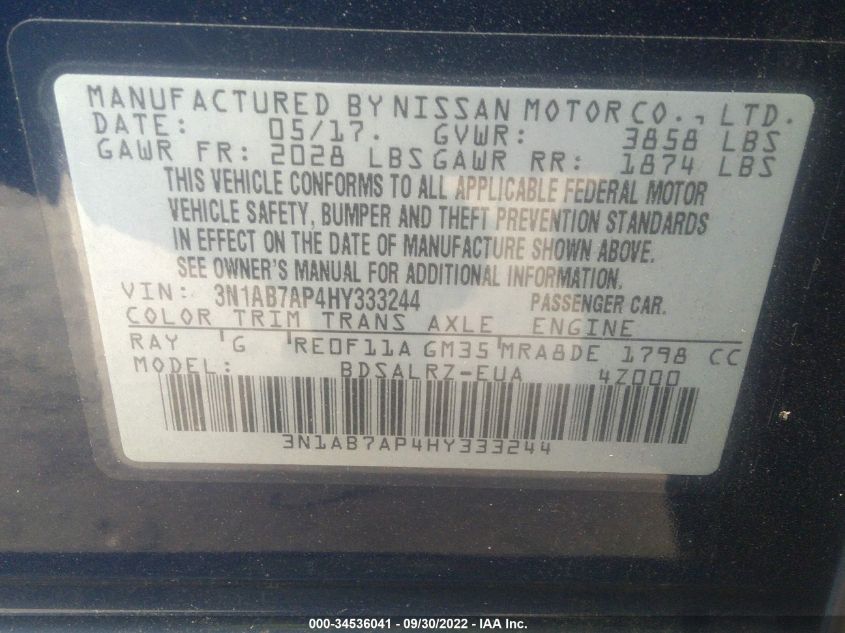 MANUFACTURED BY NISSAN MOTOR CO., LTD.
DATE: 05/17. GVWR: 3858 LBS
GAWR FR: 2028 LBS GAWR RR: 1874 LBS
THIS VEHICLE CONFORMS TO ALL APPLICABLE FEDERAL MOTOR
VEHICLE SAFETY, BUMPER AND THEFT PREVENTION STANDARDS
IN EFFECT ON THE DATE OF MANUFACTURE SHOWN ABOVE.
SEE OWNER'S MANUAL FOR ADDITIONAL INFORMATION.
VIN: 3N1AB7AP4HY333244 PASSENGER CAR.
COLOR TRIM TRANS AXLE ENGINE
RAY G RE0F11A GM35 MRA8DE 1798 CC
MODEL: BDSALRZ-EUA 4Z000
3N1AB7AP4HY333244
000-34536041 - 09/30/2022 - IAA Inc.